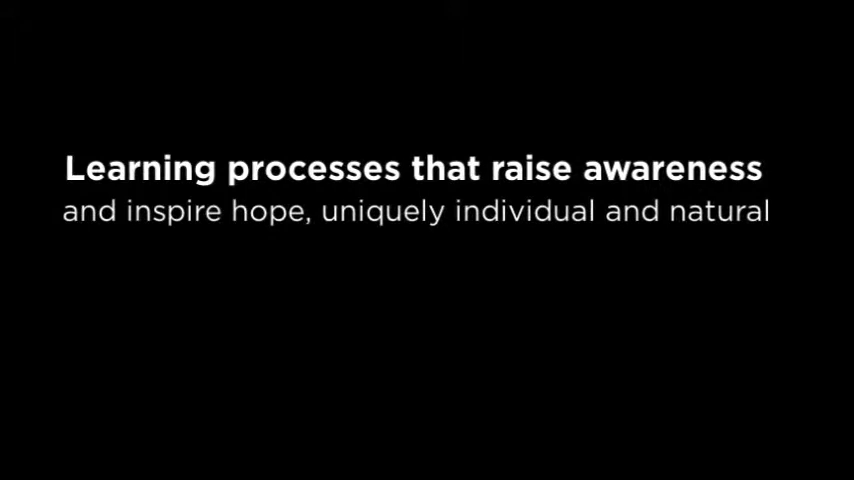 Learning processes that raise awareness
and inspire hope, uniquely individual and natural